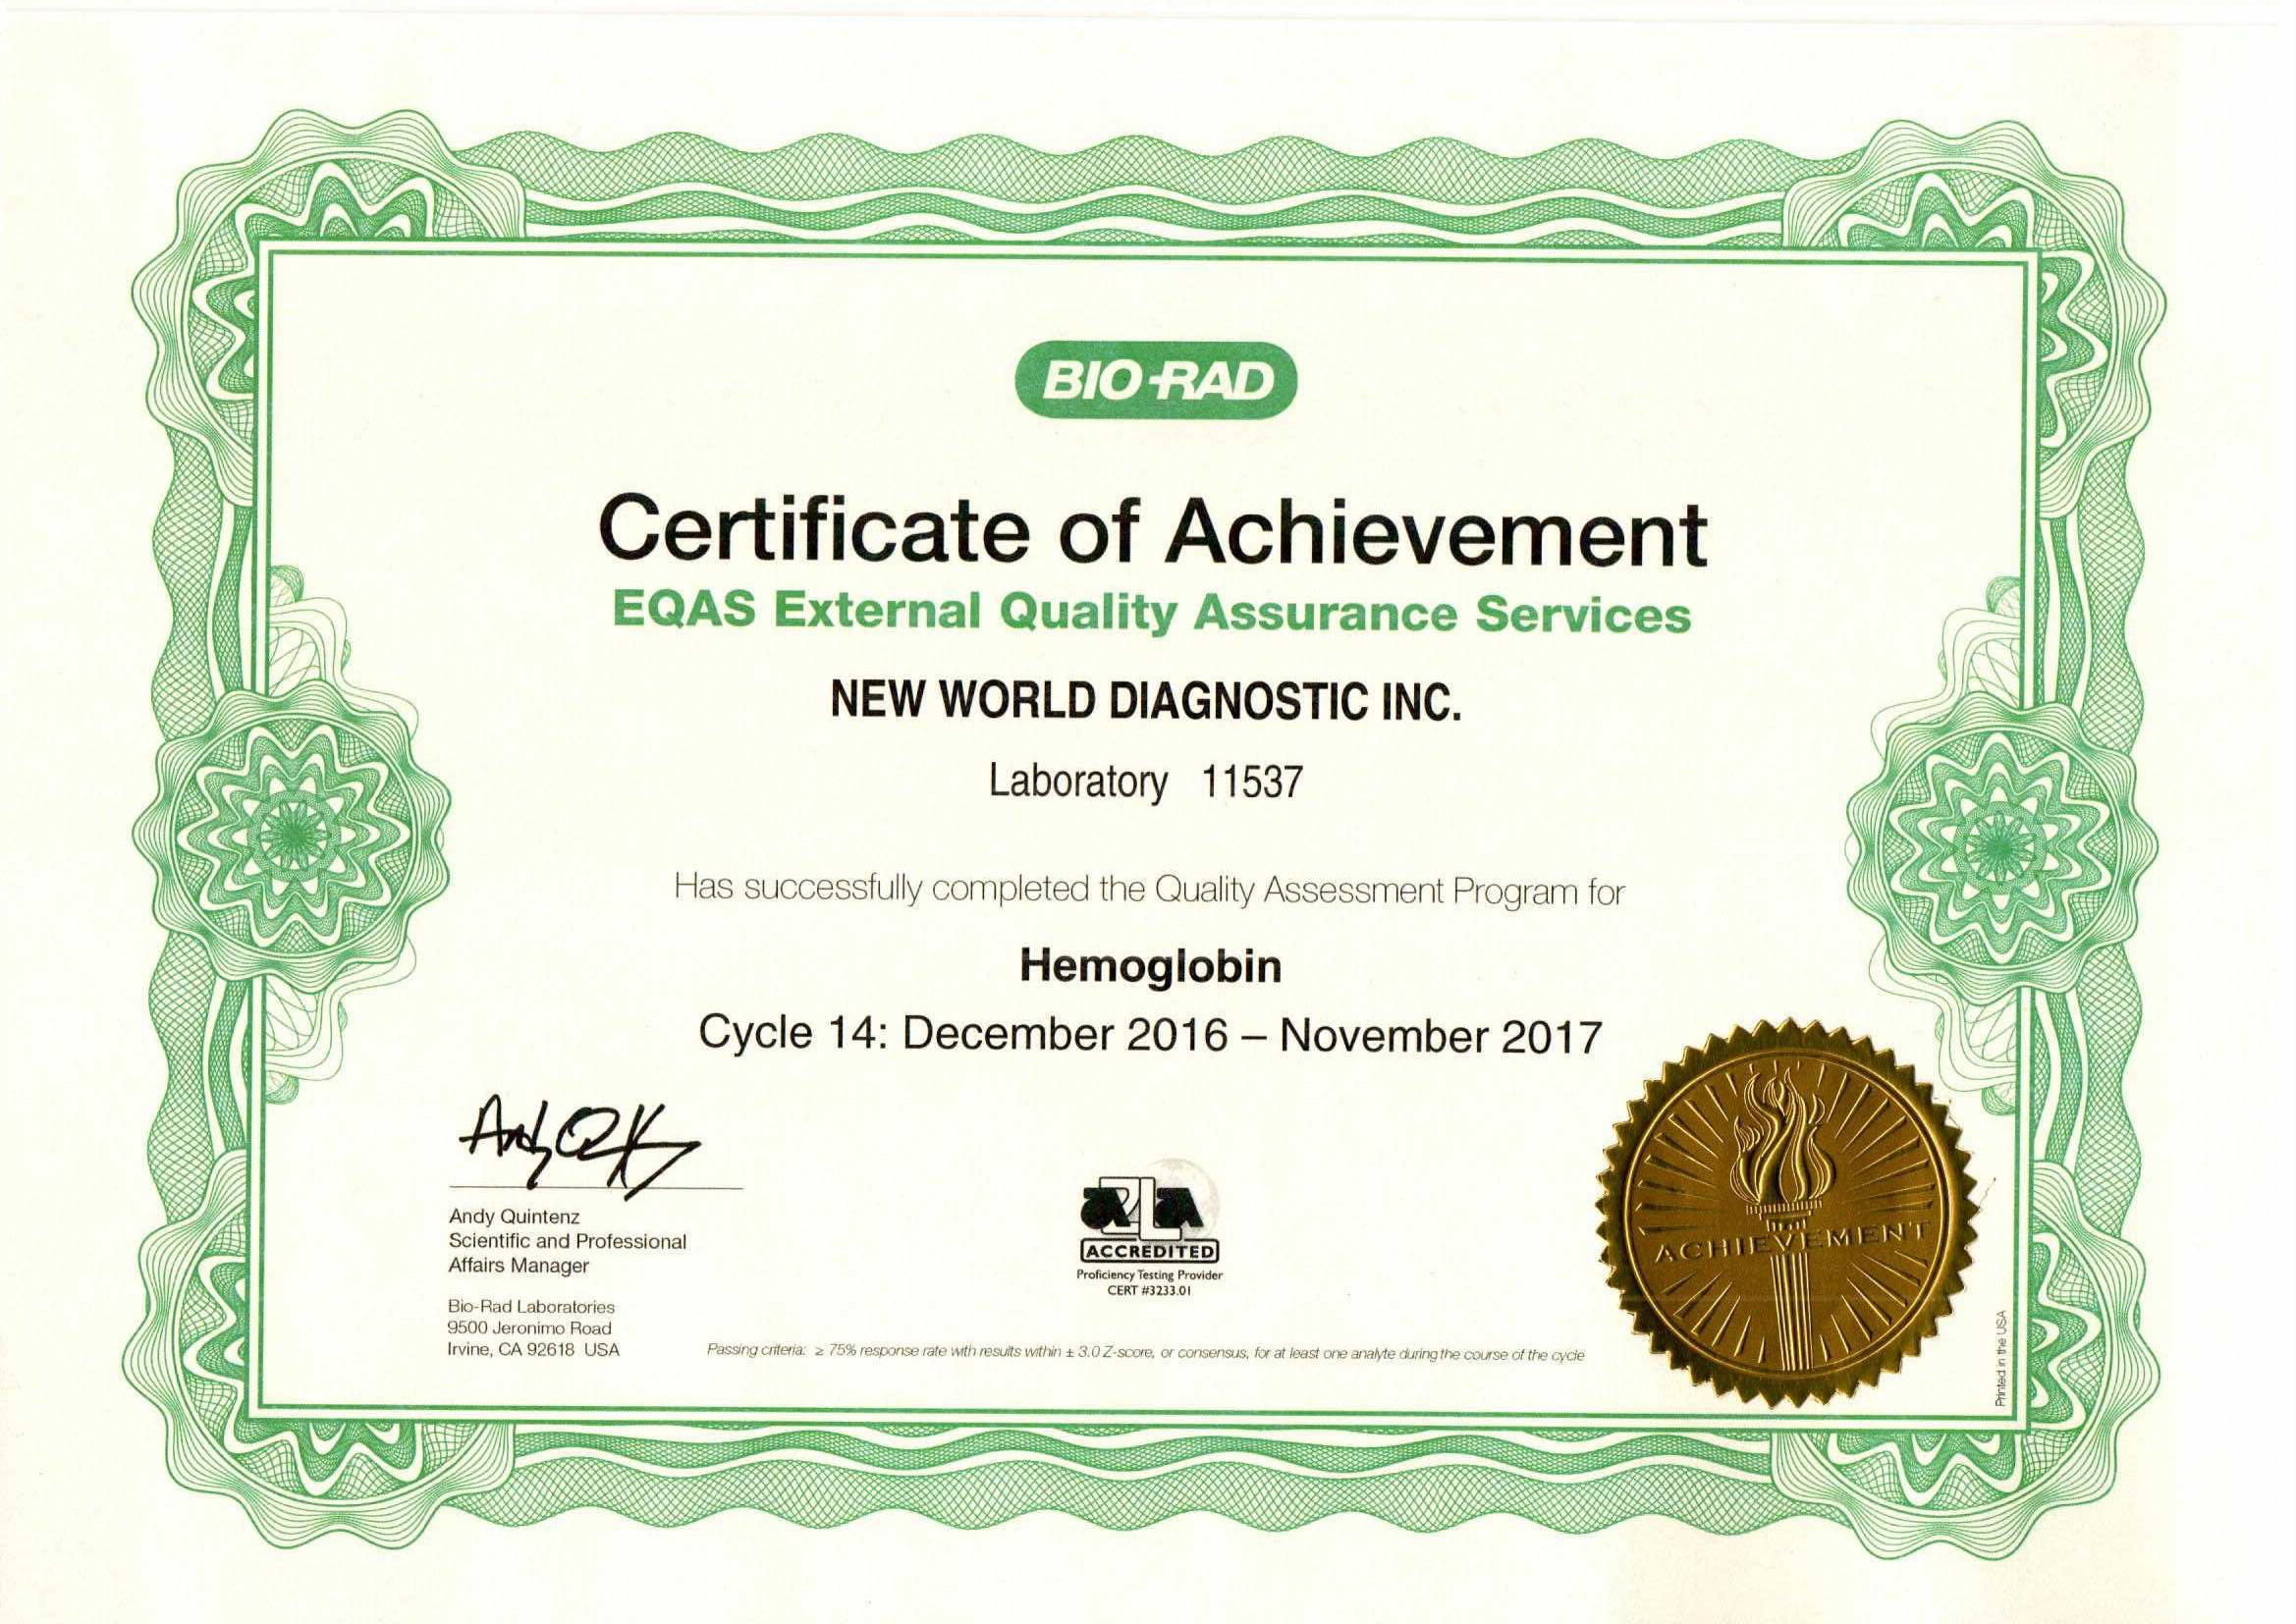 BIO-RAD
Certificate of Achievement
EQAS External Quality Assurance Services
NEW WORLD DIAGNOSTIC INC.
Laboratory 11537
Has successfully completed the Quality Assessment Program for
Hemoglobin
Cycle 14: December 2016 – November 2017
Andy Quintenz
Scientific and Professional
Affairs Manager
Bio-Rad Laboratories
9500 Jeronimo Road
Irvine, CA 92618 USA
A2LA
ACCREDITED
Proficiency Testing Provider
CERT #3233.01
Passing criteria: ≥ 75% response rate with results within ± 3.0 Z-score, or consensus, for at least one analyte during the course of the cycle
ACHIEVEMENT
Printed in the USA